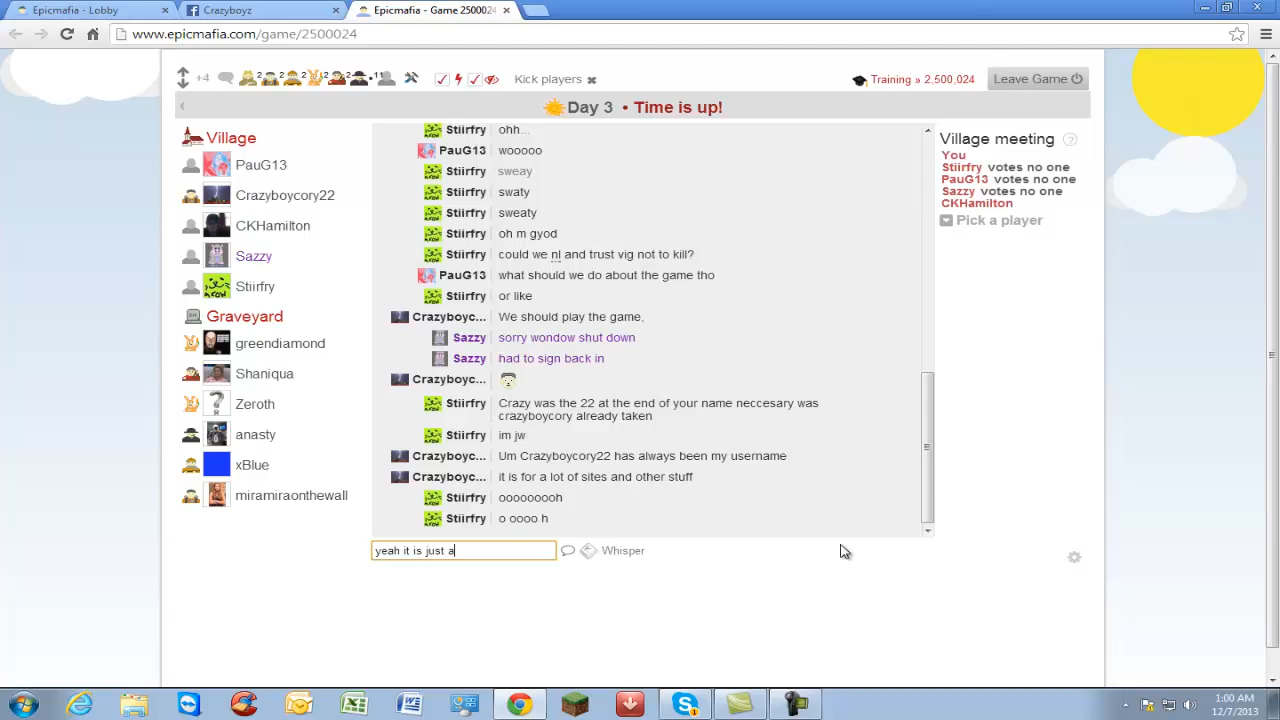 Epicmafia - Lobby
Crazyboyz
Epicmafia - Game 2500024
www.epicmafia.com/game/2500024
+4
2 2 2 2 2 11
Kick players
Training » 2,500,024
Leave Game
Day 3 • Time is up!
Village
PauG13
Crazyboycory22
CKHamilton
Sazzy
Stiirfry
Graveyard
greendiamond
Shaniqua
Zeroth
anasty
xBlue
miramiraonthewall
Stiirfry ohh...
PauG13 wooooo
Stiirfry sweay
Stiirfry swaty
Stiirfry sweaty
Stiirfry oh m gyod
Stiirfry could we nl and trust vig not to kill?
PauG13 what should we do about the game tho
Stiirfry or like
Crazyboyc... We should play the game,
Sazzy sorry wondow shut down
Sazzy had to sign back in
Crazyboyc...
Stiirfry Crazy was the 22 at the end of your name neccesary was
crazyboycory already taken
Stiirfry im jw
Crazyboyc... Um Crazyboycory22 has always been my username
Crazyboyc... it is for a lot of sites and other stuff
Stiirfry ooooooooh
Stiirfry o oooo h
yeah it is just a
Whisper
Village meeting
You
Stiirfry votes no one
PauG13 votes no one
Sazzy votes no one
CKHamilton
Pick a player
1:00 AM
12/7/2013